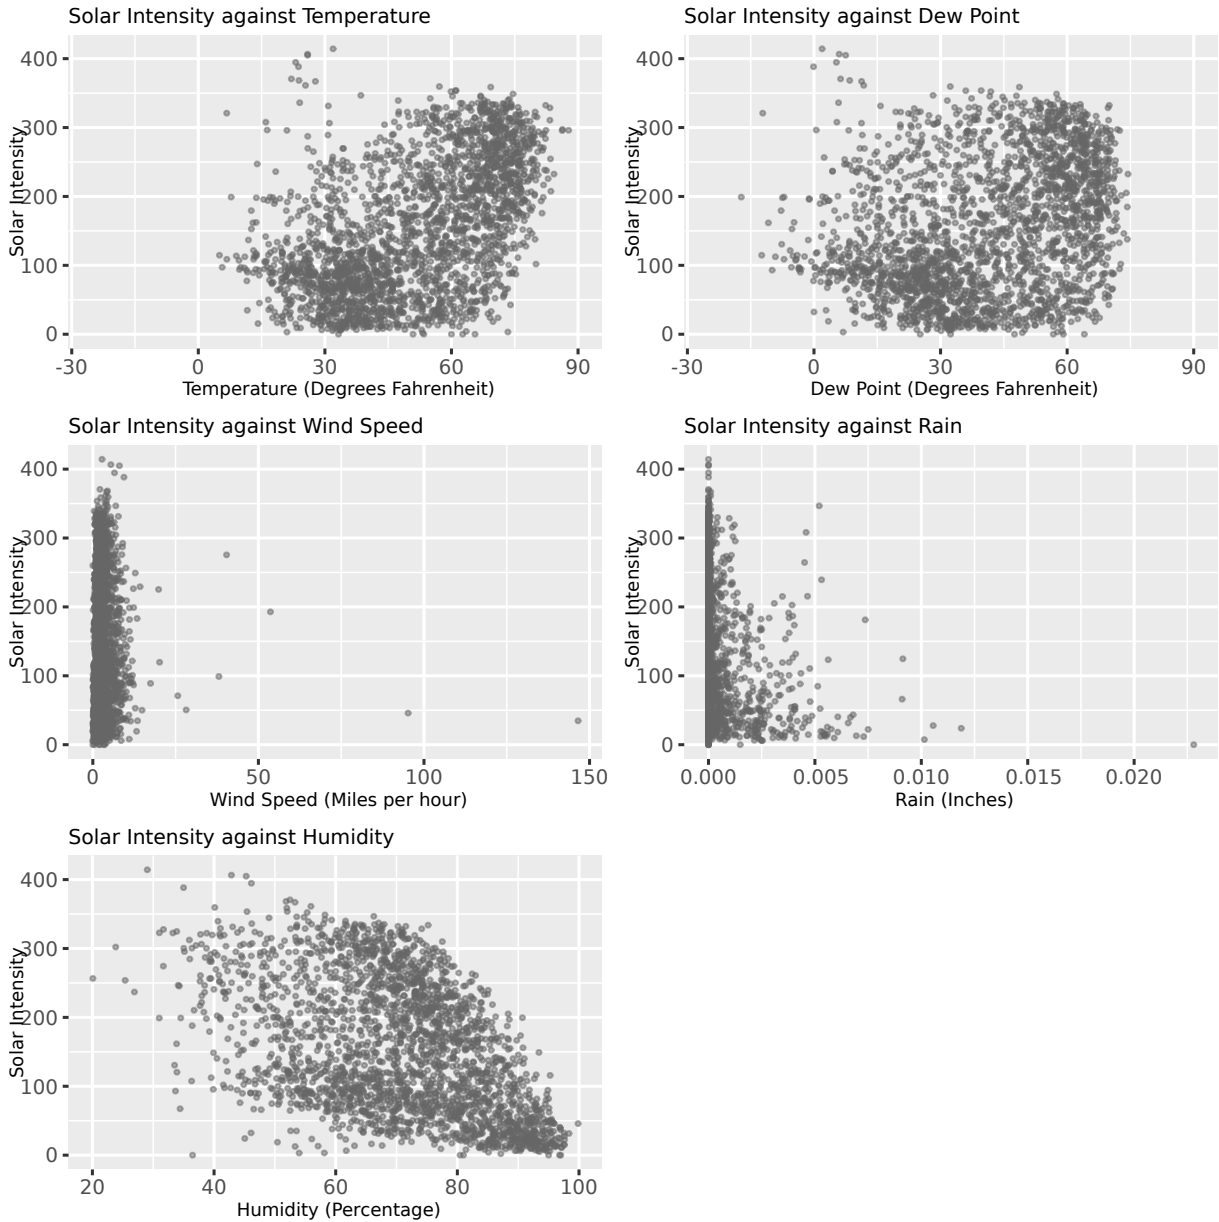 Solar Intensity against Temperature
Solar Intensity
400
300
200
100
0
-30 0 30 60 90
Temperature (Degrees Fahrenheit)
Solar Intensity against Dew Point
Solar Intensity
400
300
200
100
0
-30 0 30 60 90
Dew Point (Degrees Fahrenheit)
Solar Intensity against Wind Speed
Solar Intensity
400
300
200
100
0
0 50 100 150
Wind Speed (Miles per hour)
Solar Intensity against Rain
Solar Intensity
400
300
200
100
0
0.000 0.005 0.010 0.015 0.020
Rain (Inches)
Solar Intensity against Humidity
Solar Intensity
400
300
200
100
0
20 40 60 80 100
Humidity (Percentage)